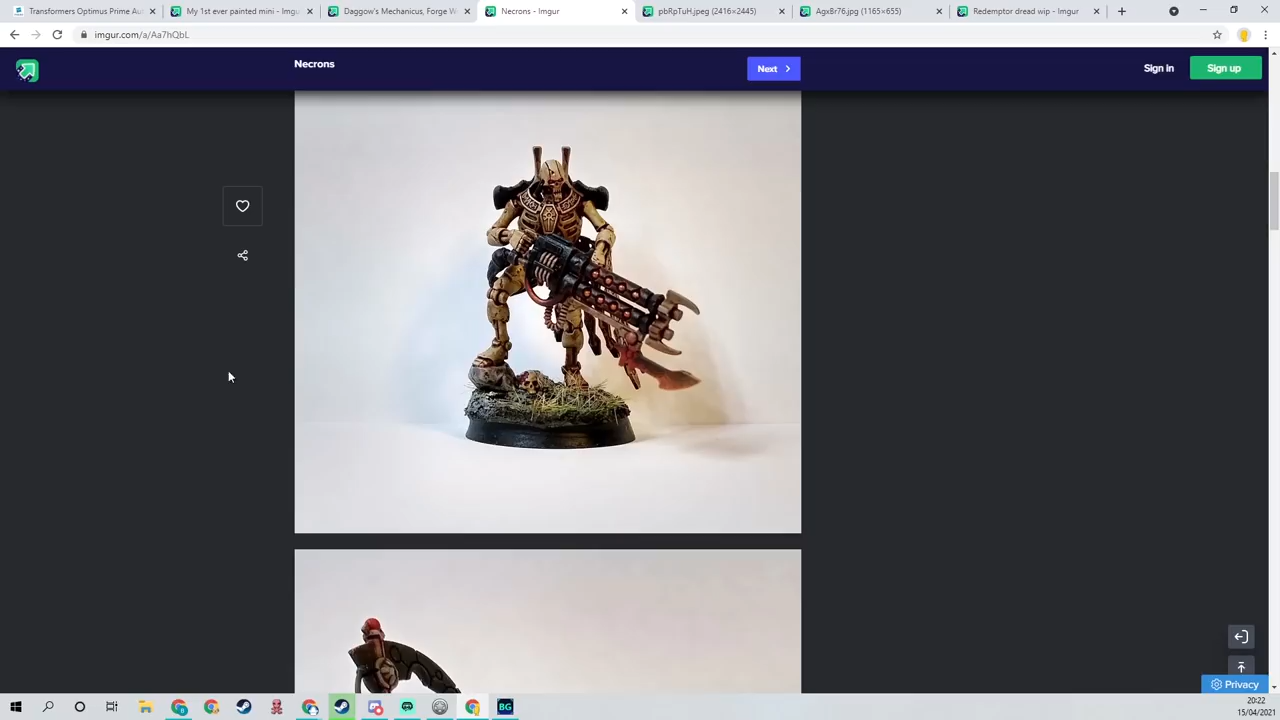 Transformers Optimus Prime Au
My 1st ever painted mini - Imgur
Daggow's Mechanicus, Forge W
Necrons - Imgur
pbRpTuH.jpeg (2416×2445)
AgxBr76.jpg (1165×655)
Redemptor dread wip - Imgur
imgur.com/a/Aa7hQbL
Necrons
Next
Sign in
Sign up
Privacy
BG
20:22
15/04/2021